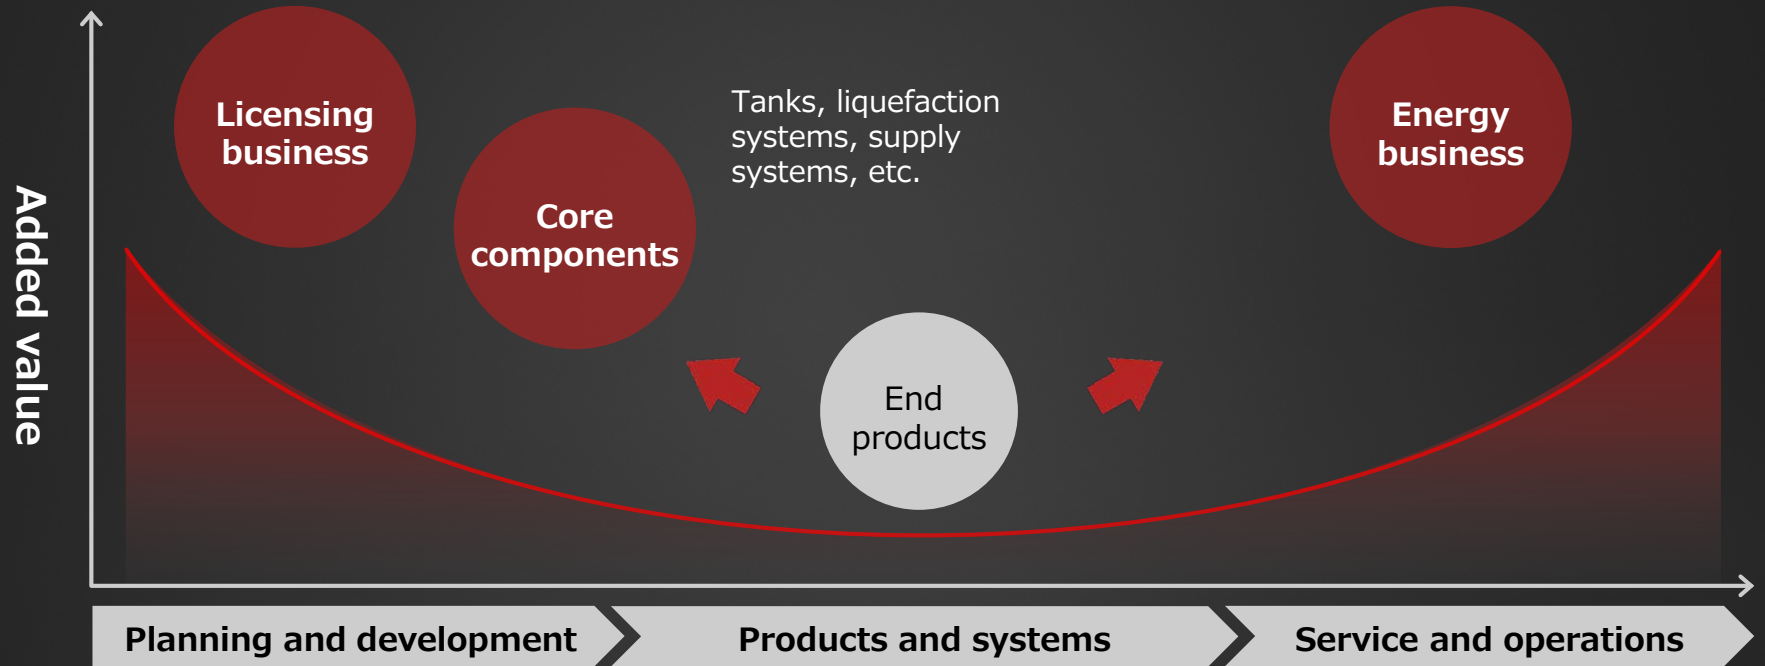 Added value
Licensing
business
Core
components
Tanks, liquefaction
systems, supply
systems, etc.
End
products
Energy
business
Planning and development
Products and systems
Service and operations